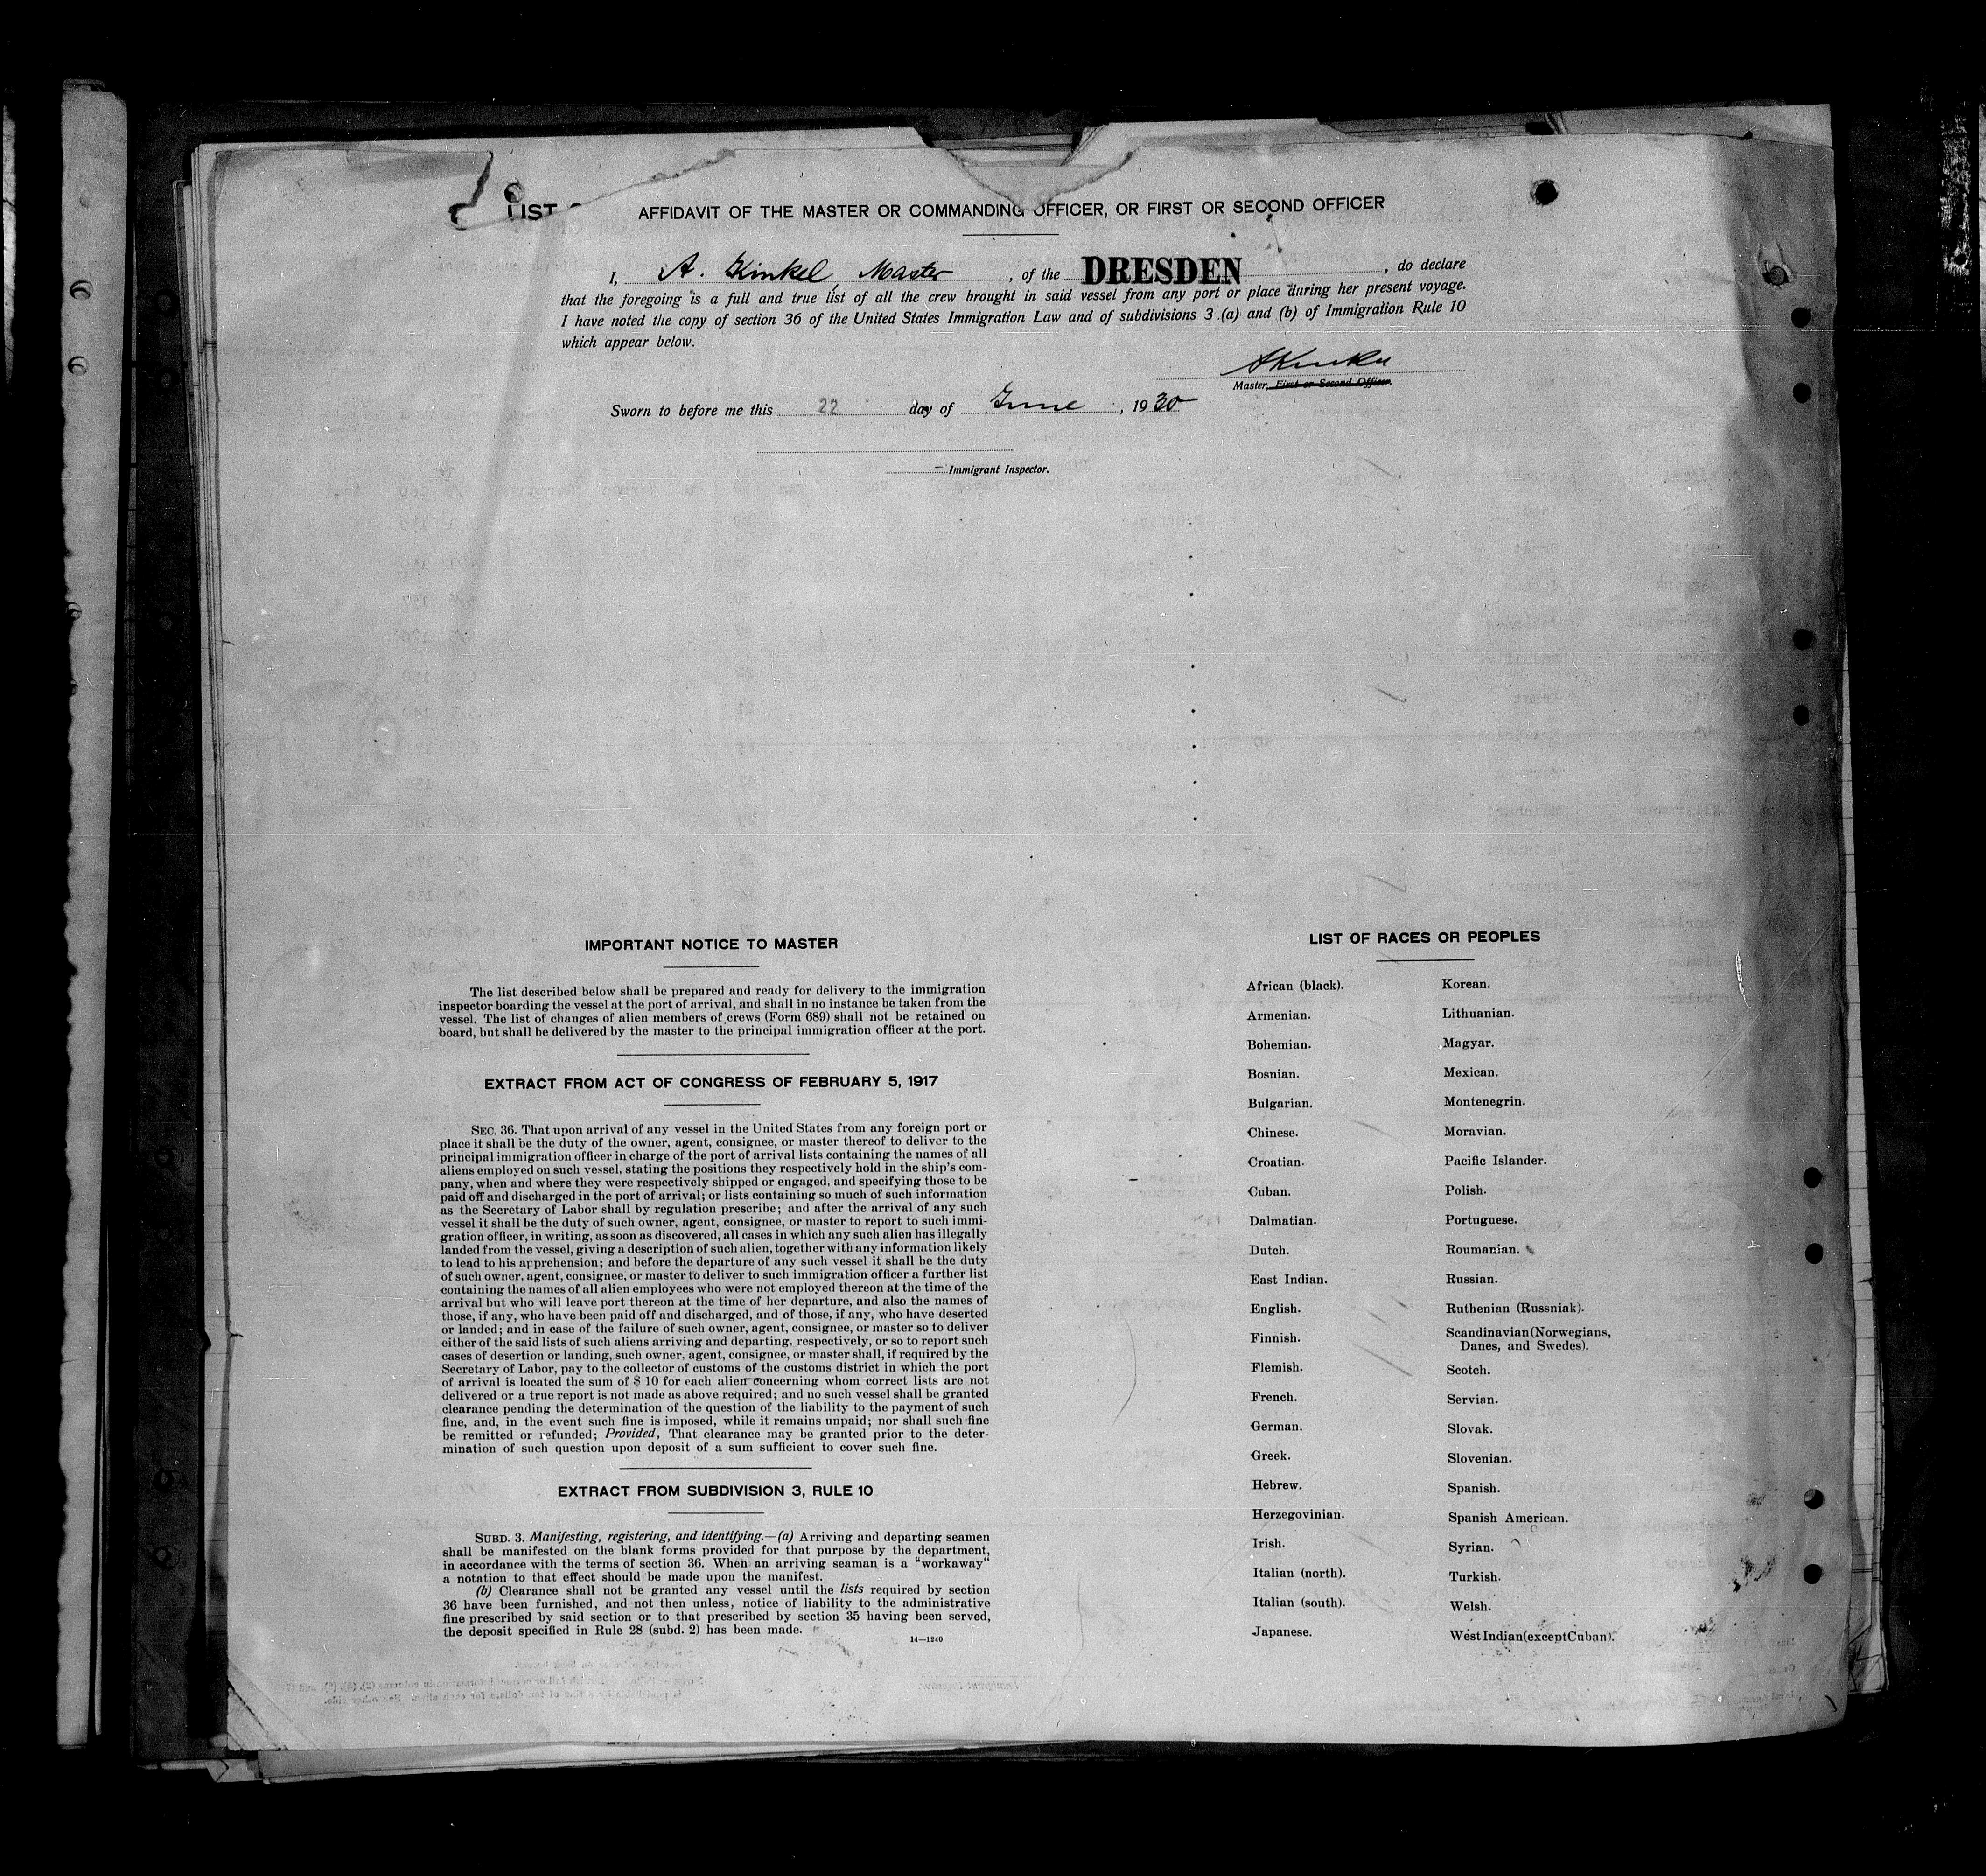 LIST
AFFIDAVIT OF THE MASTER OR COMMANDING OFFICER, OR FIRST OR SECOND OFFICER
I, A. Kinkel, Master, of the DRESDEN, do declare
that the foregoing is a full and true list of all the crew brought in said vessel from any port or place during her present voyage.
I have noted the copy of section 36 of the United States Immigration Law and of subdivisions 3 (a) and (b) of Immigration Rule 10
which appear below.
AKinkel
Master, First or Second Officer.
Sworn to before me this 22 day of June, 1930
Immigrant Inspector.
IMPORTANT NOTICE TO MASTER
The list described below shall be prepared and ready for delivery to the immigration
inspector boarding the vessel at the port of arrival, and shall in no instance be taken from the
vessel. The list of changes of alien members of crews (Form 689) shall not be retained on
board, but shall be delivered by the master to the principal immigration officer at the port.
EXTRACT FROM ACT OF CONGRESS OF FEBRUARY 5, 1917
SEC. 36. That upon arrival of any vessel in the United States from any foreign port or
place it shall be the duty of the owner, agent, consignee, or master thereof to deliver to the
principal immigration officer in charge of the port of arrival lists containing the names of all
aliens employed on such vessel, stating the positions they respectively hold in the ship's com-
pany, when and where they were respectively shipped or engaged, and specifying those to be
paid off and discharged in the port of arrival; or lists containing so much of such information
as the Secretary of Labor shall by regulation prescribe; and after the arrival of any such
vessel it shall be the duty of such owner, agent, consignee, or master to report to such immi-
gration officer, in writing, as soon as discovered, all cases in which any such alien has illegally
landed from the vessel, giving a description of such alien, together with any information likely
to lead to his apprehension; and before the departure of any such vessel it shall be the duty
of such owner, agent, consignee, or master to deliver to such immigration officer a further list
containing the names of all alien employees who were not employed thereon at the time of the
arrival but who will leave port thereon at the time of her departure, and also the names of
those, if any, who have been paid off and discharged, and of those, if any, who have deserted
or landed; and in case of the failure of such owner, agent, consignee, or master so to deliver
either of the said lists of such aliens arriving and departing, respectively, or so to report such
cases of desertion or landing, such owner, agent, consignee, or master shall, if required by the
Secretary of Labor, pay to the collector of customs of the customs district in which the port
of arrival is located the sum of $ 10 for each alien concerning whom correct lists are not
delivered or a true report is not made as above required; and no such vessel shall be granted
clearance pending the determination of the question of the liability to the payment of such
fine, and, in the event such fine is imposed, while it remains unpaid; nor shall such fine
be remitted or refunded; Provided, That clearance may be granted prior to the deter-
mination of such question upon deposit of a sum sufficient to cover such fine.
EXTRACT FROM SUBDIVISION 3, RULE 10
SUBD. 3. Manifesting, registering, and identifying.—(a) Arriving and departing seamen
shall be manifested on the blank forms provided for that purpose by the department,
in accordance with the terms of section 36. When an arriving seaman is a "workaway"
a notation to that effect should be made upon the manifest.
(b) Clearance shall not be granted any vessel until the lists required by section
36 have been furnished, and not then unless, notice of liability to the administrative
fine prescribed by said section or to that prescribed by section 35 having been served,
the deposit specified in Rule 28 (subd. 2) has been made.
14—1240
LIST OF RACES OR PEOPLES
African (black).
Armenian.
Bohemian.
Bosnian.
Bulgarian.
Chinese.
Croatian.
Cuban.
Dalmatian.
Dutch.
East Indian.
English.
Finnish.
Flemish.
French.
German.
Greek.
Hebrew.
Herzegovinian.
Irish.
Italian (north).
Italian (south).
Japanese.
Korean.
Lithuanian.
Magyar.
Mexican.
Montenegrin.
Moravian.
Pacific Islander.
Polish.
Portuguese.
Roumanian.
Russian.
Ruthenian (Russniak).
Scandinavian (Norwegians,
Danes, and Swedes).
Scotch.
Servian.
Slovak.
Slovenian.
Spanish.
Spanish American.
Syrian.
Turkish.
Welsh.
West Indian (except Cuban).